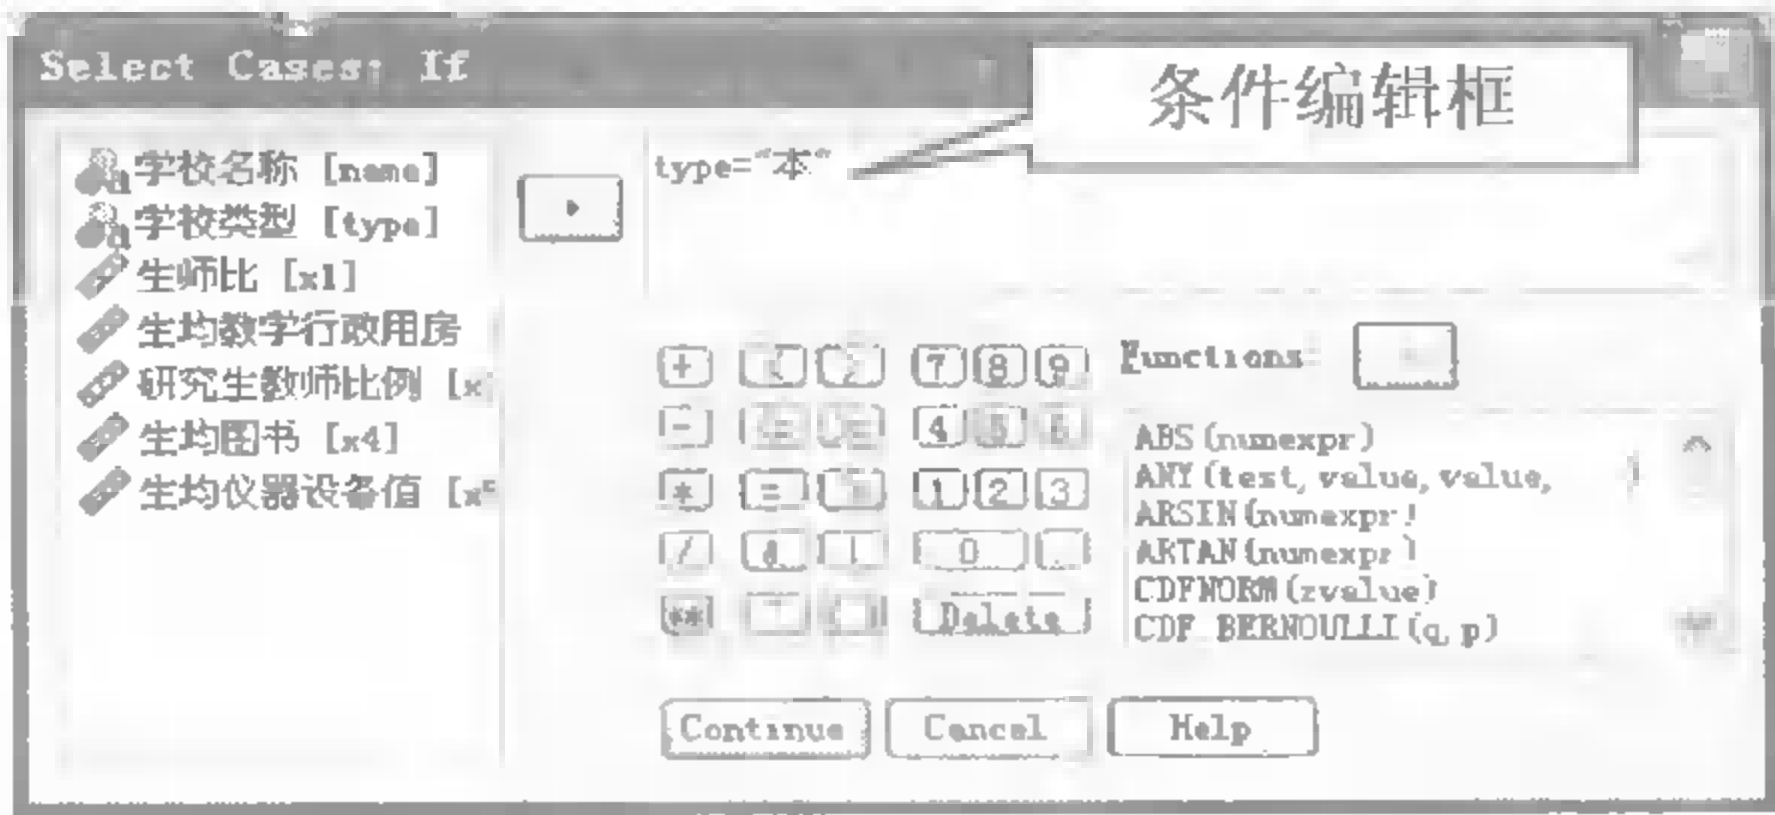 Select Cases: If
条件编辑框
学校名称 [name]
学校类型 [type]
生师比 [x1]
生均数学行政用房
研究生教师比例 [x
生均图书 [x4]
生均仪器设备值 [x5
type="本"
+ < > 7 8 9
- <= >= 4 5 6
* = 1 2 3
/ & | 0 .
** Delete
Functions:
ABS(numexpr)
ANY(test,value,value,
ARSIN(numexpr)
ARTAN(numexpr)
CDFNORM(zvalue)
CDF.BERNOULLI(q,p)
Continue Cancel Help